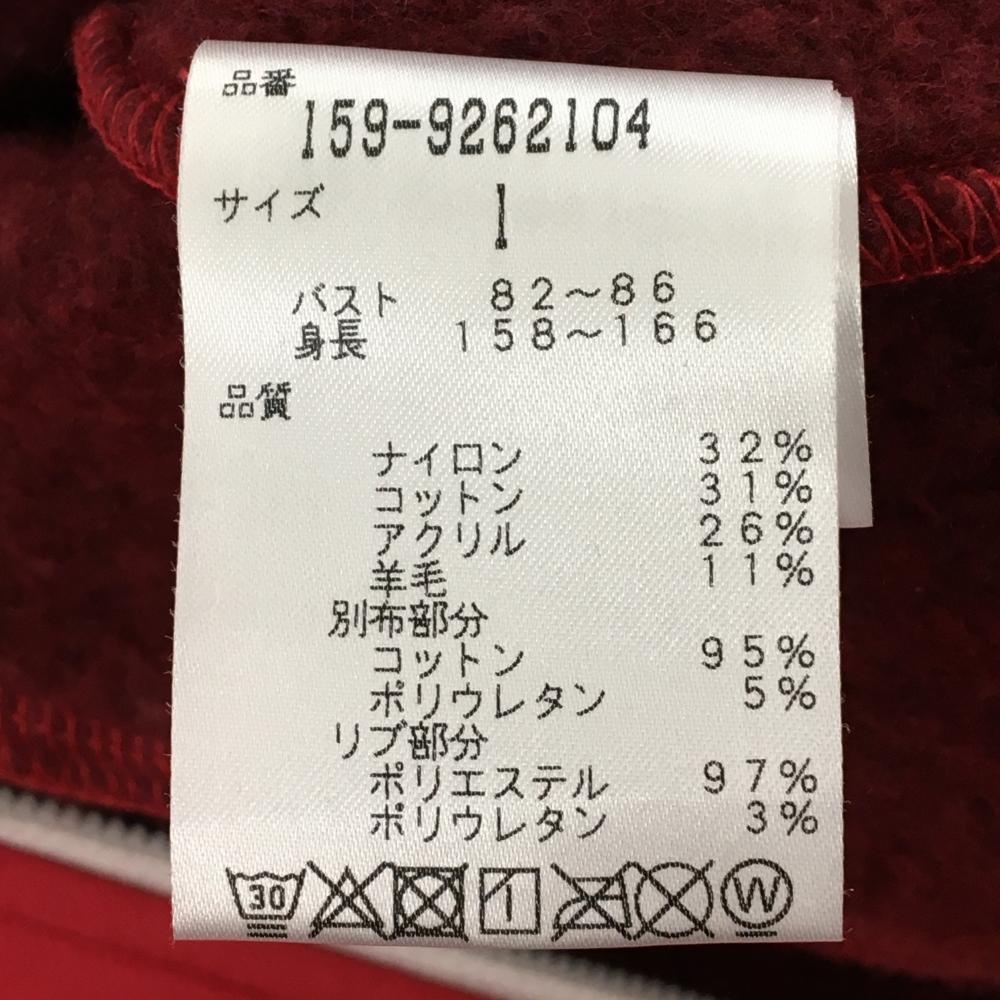 品番
159-9262104
サイズ 1
バスト 82～86
身長 158～166
品質
ナイロン 32%
コットン 31%
アクリル 26%
羊毛 11%
別布部分
コットン 95%
ポリウレタン 5%
リブ部分
ポリエステル 97%
ポリウレタン 3%
30 W